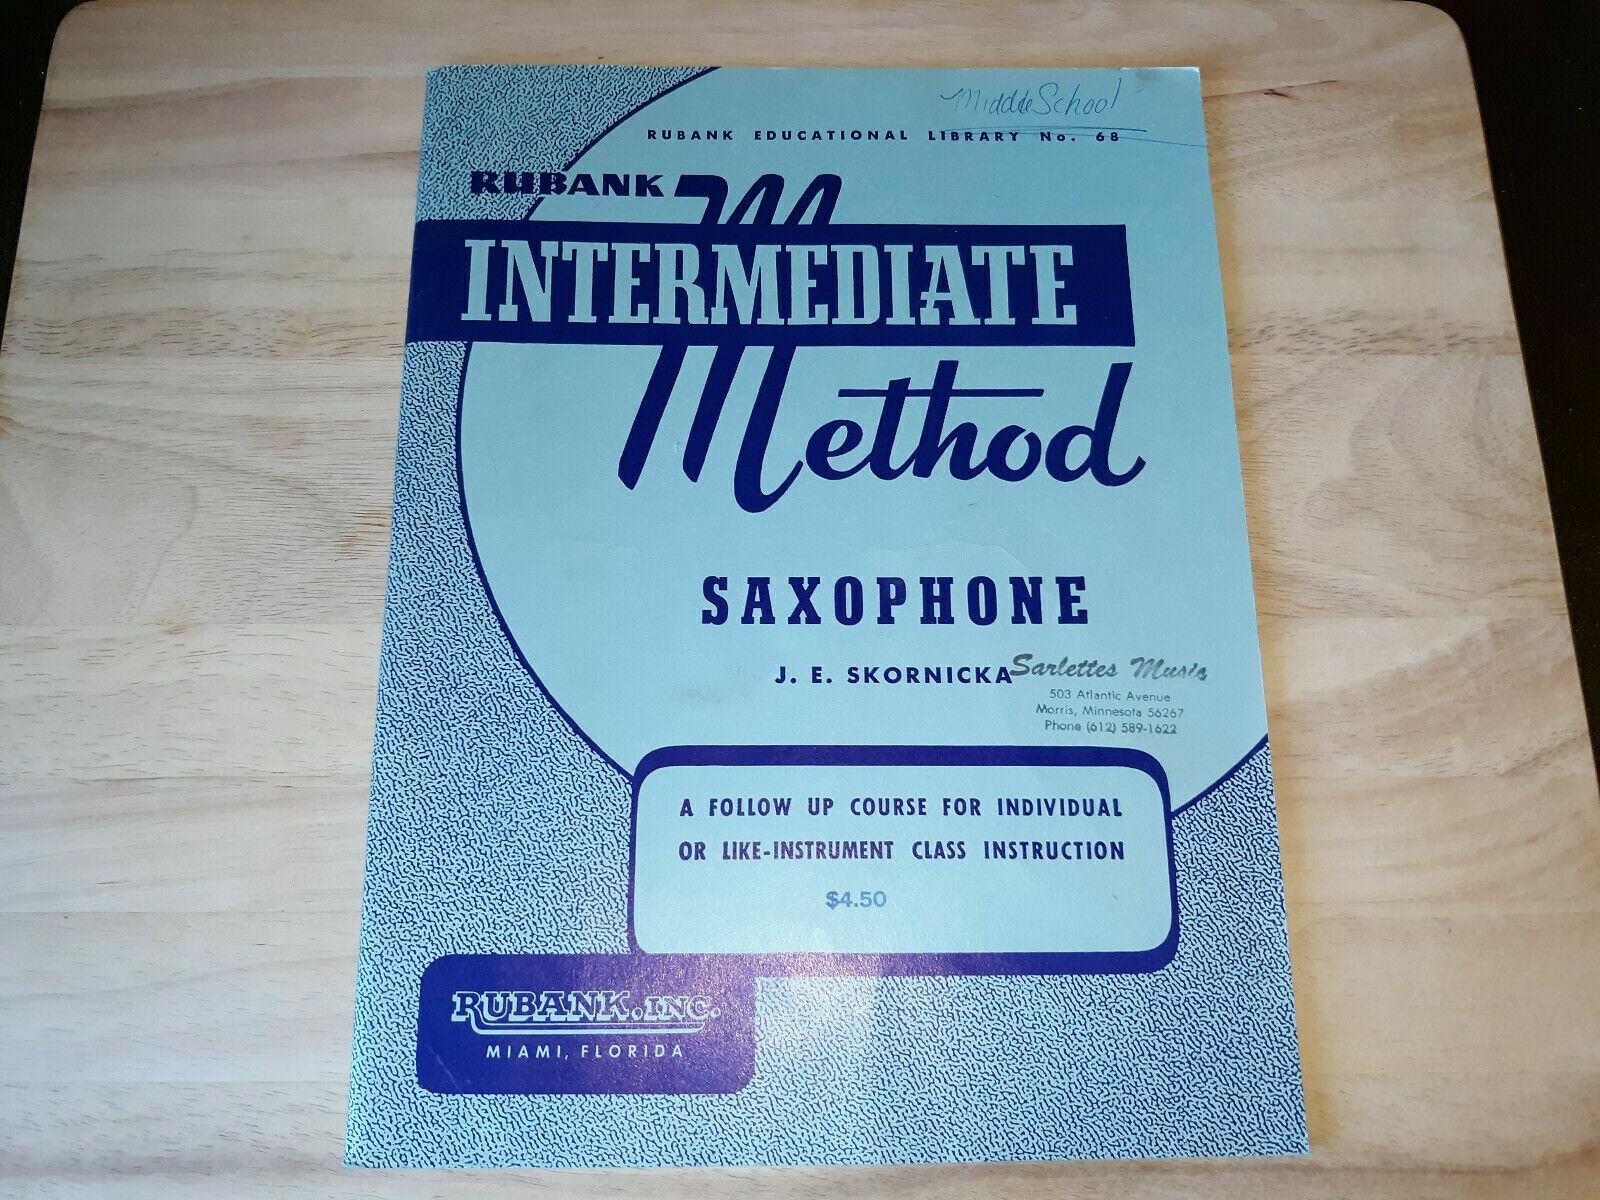 Middle School
RUBANK EDUCATIONAL LIBRARY No. 68
RUBANK
INTERMEDIATE
Method
SAXOPHONE
J. E. SKORNICKA
Sarlettes Music
503 Atlantic Avenue
Morris, Minnesota 56267
Phone (612) 589-1622
A FOLLOW UP COURSE FOR INDIVIDUAL
OR LIKE-INSTRUMENT CLASS INSTRUCTION
$4.50
RUBANK, INC.
MIAMI, FLORIDA